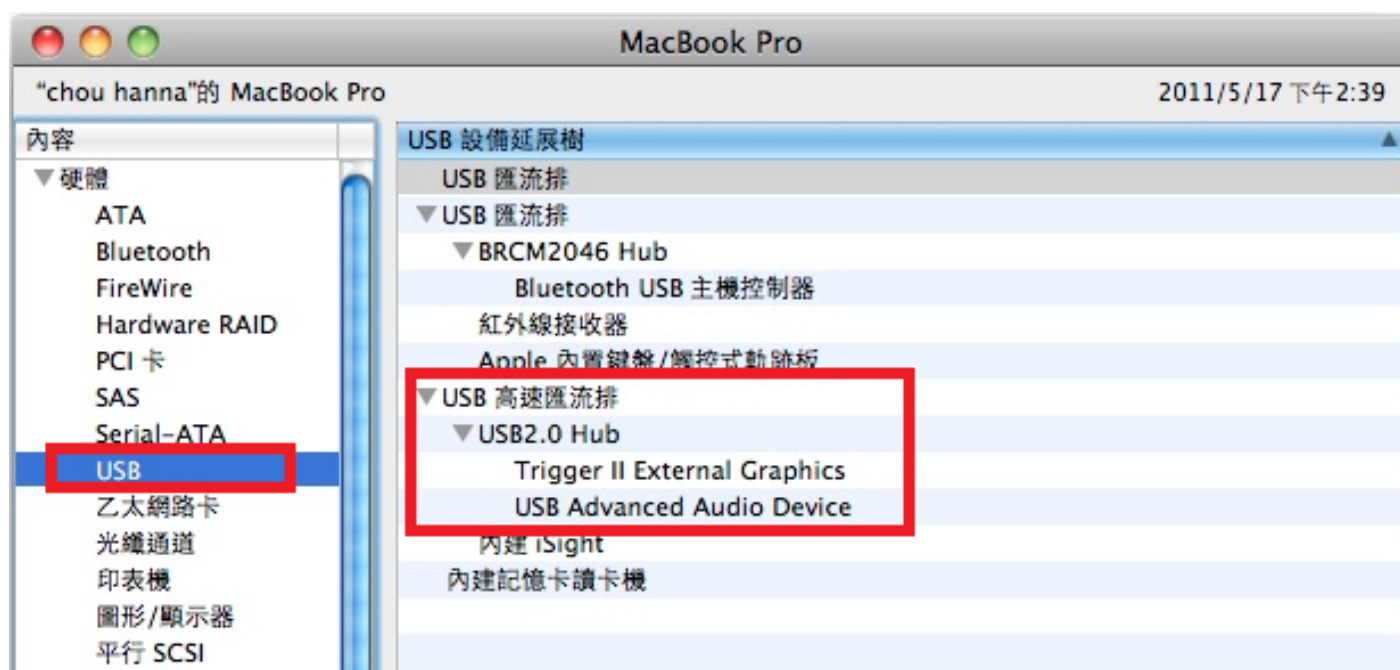 MacBook Pro
“chou hanna”的 MacBook Pro
2011/5/17 下午2:39
內容
硬體
ATA
Bluetooth
FireWire
Hardware RAID
PCI 卡
SAS
Serial-ATA
USB
乙太網路卡
光纖通道
印表機
圖形/顯示器
平行 SCSI
USB 設備延展樹
USB 匯流排
USB 匯流排
BRCM2046 Hub
Bluetooth USB 主機控制器
紅外線接收器
Apple 內置鍵盤/觸控式軌跡板
USB 高速匯流排
USB2.0 Hub
Trigger II External Graphics
USB Advanced Audio Device
內建 iSight
內建記憶卡讀卡機